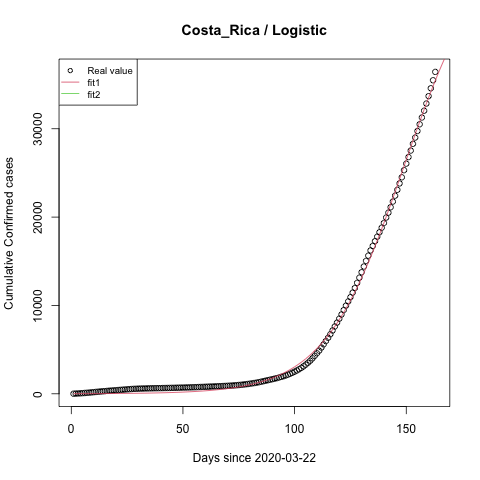 Costa_Rica / Logistic
Real value
fit1
fit2
Cumulative Confirmed cases
0
10000
20000
30000
0
50
100
150
Days since 2020-03-22